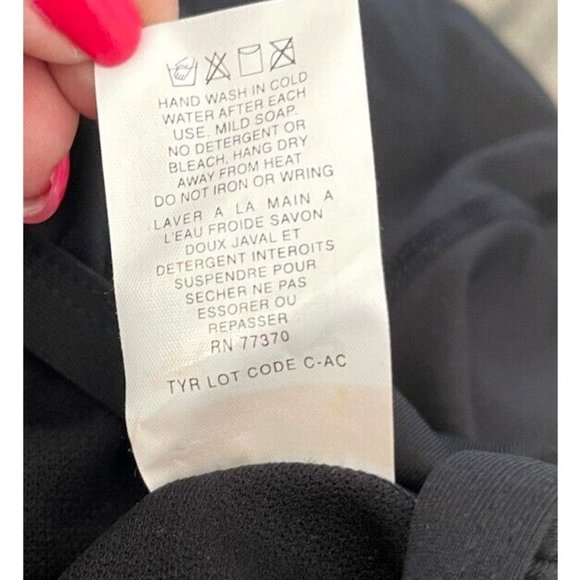 HAND WASH IN COLD
WATER AFTER EACH
USE. MILD SOAP.
NO DETERGENT OR
BLEACH, HANG DRY
AWAY FROM HEAT
DO NOT IRON OR WRING
LAVER A LA MAIN A
L'EAU FROIDE SAVON
DOUX JAVAL ET
DETERGENT INTEROITS
SUSPENDRE POUR
SECHER NE PAS
ESSORER OU
REPASSER
RN 77370
TYR LOT CODE C-AC